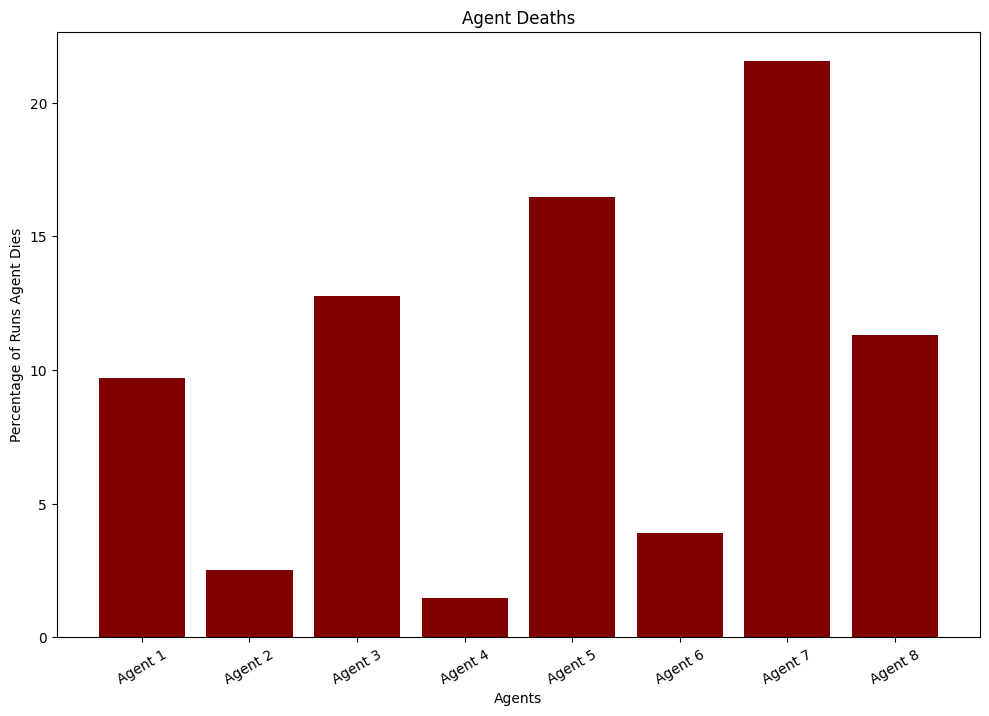 Agent Deaths
Percentage of Runs Agent Dies
20
15
10
5
0
Agent 1
Agent 2
Agent 3
Agent 4
Agent 5
Agent 6
Agent 7
Agent 8
Agents